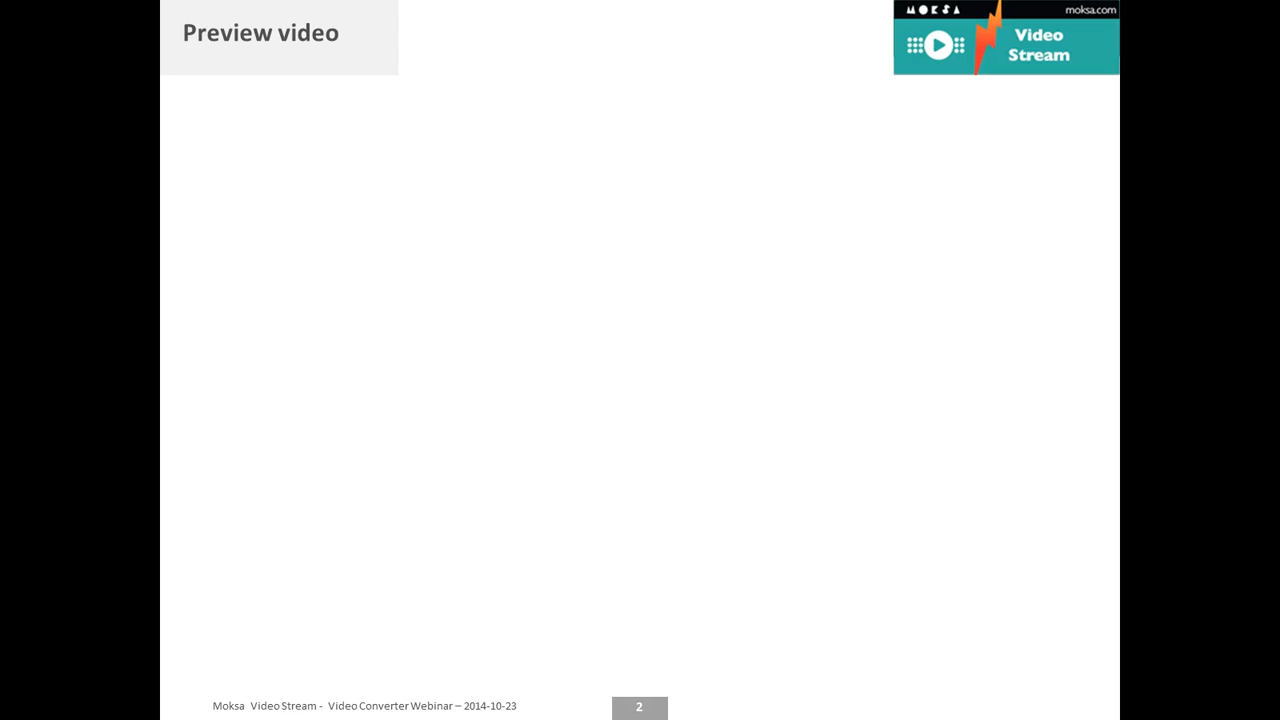 Preview video
MOKSA
moksa.com
Video
Stream
Moksa Video Stream - Video Converter Webinar – 2014-10-23
2